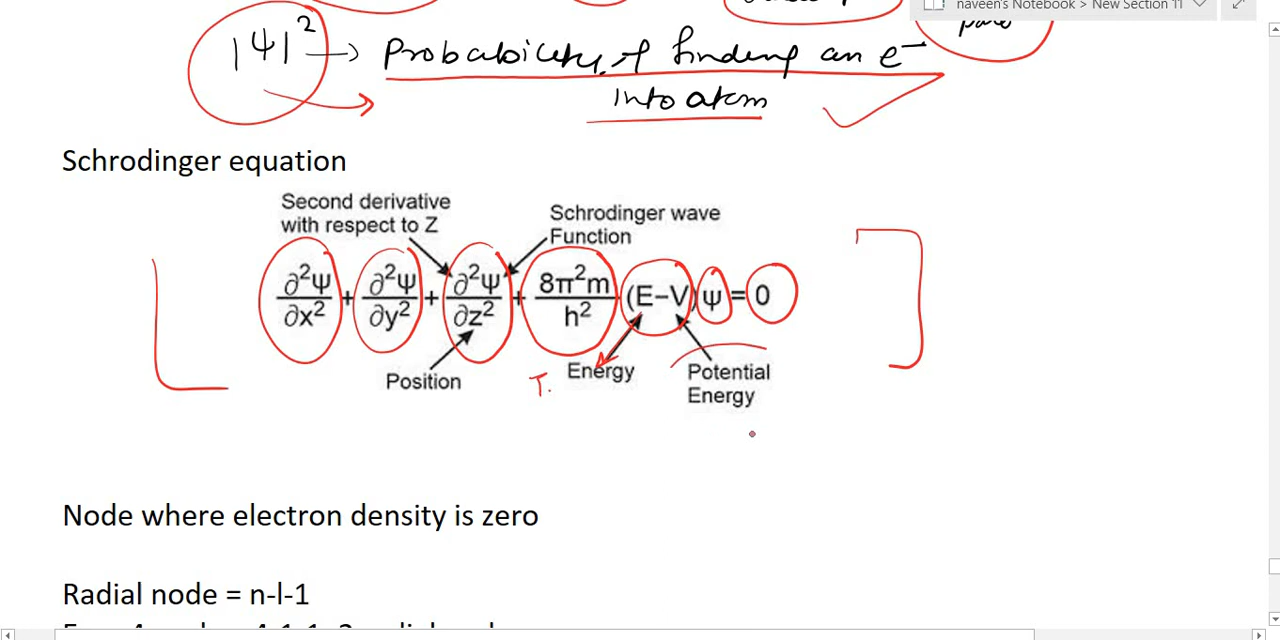 naveen's Notebook > New Section 11
|Ψ|² → Probability of finding an e⁻
into atom
Schrodinger equation
Second derivative
with respect to Z
Schrodinger wave
Function
∂²Ψ/∂x² + ∂²Ψ/∂y² + ∂²Ψ/∂z² + 8π²m/h² (E–V)Ψ=0
Position
T. Energy
Potential
Energy
Node where electron density is zero
Radial node = n-l-1